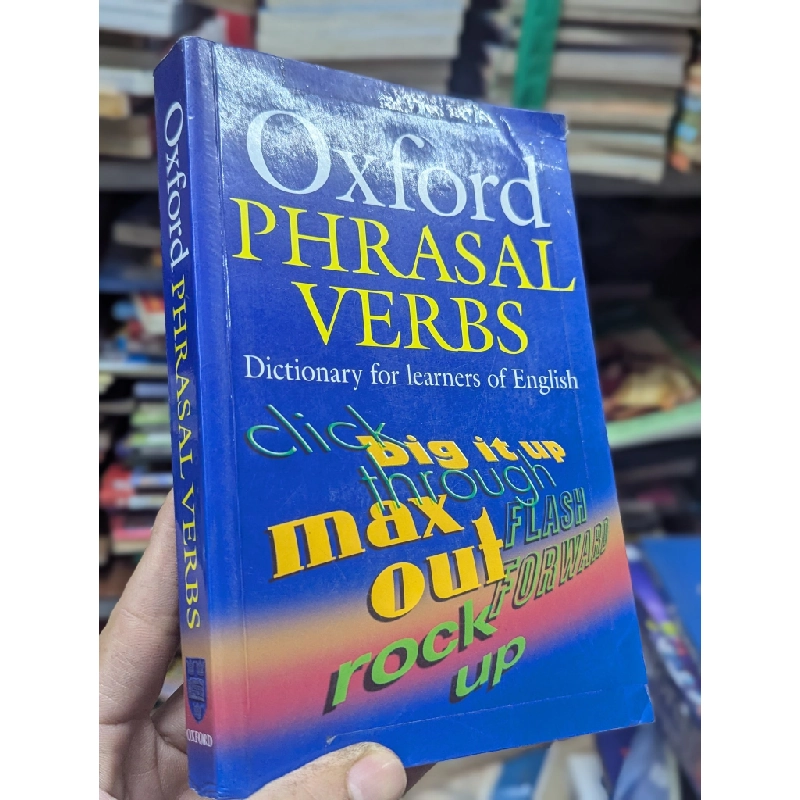 Oxford
PHRASAL
VERBS
Dictionary for learners of English
click
big it up
through
max
out
FLASH
FORWARD
rock
up
Oxford PHRASAL VERBS
OXFORD